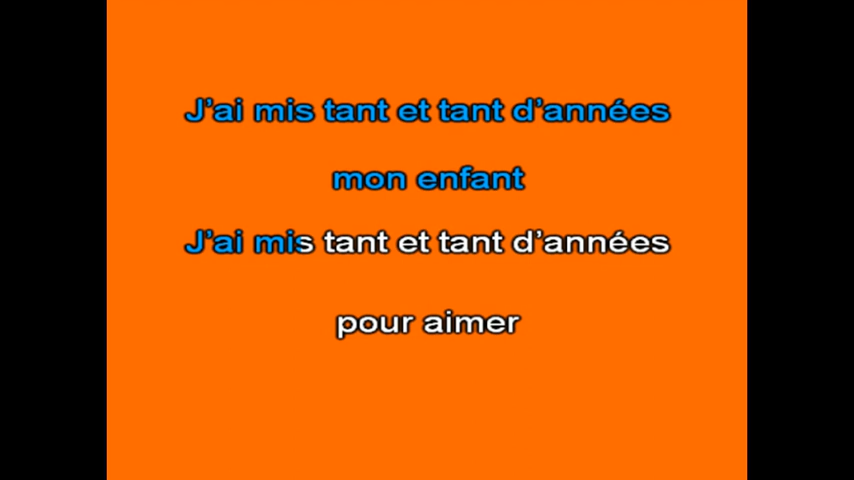 J'ai mis tant et tant d'années
mon enfant
J'ai mis tant et tant d'années
pour aimer